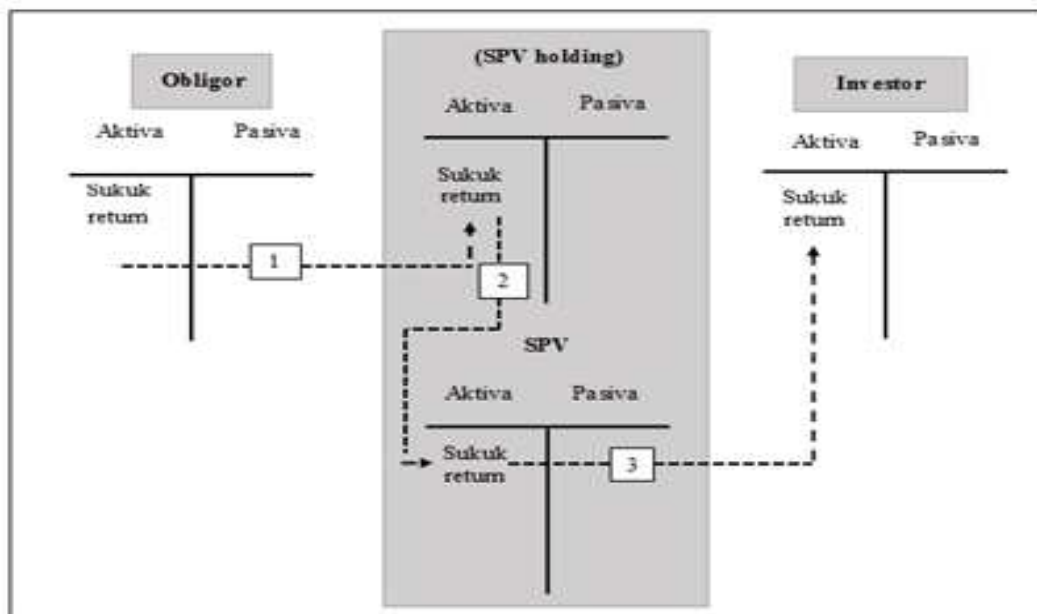 Obligor
Aktiva Pasiva
Sukuk
return
1
(SPV holding)
Aktiva Pasiva
Sukuk
return
2
SPV
Aktiva Pasiva
Sukuk
return
3
Investor
Aktiva Pasiva
Sukuk
return